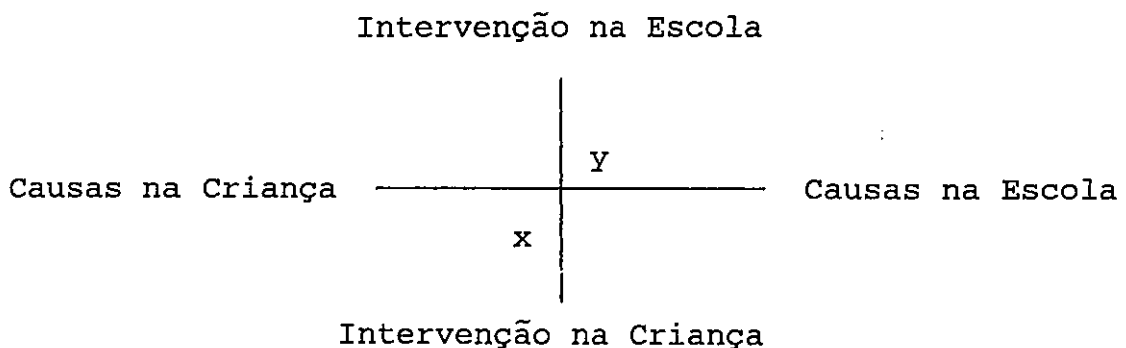 Intervenção na Escola
y
Causas na Criança Causas na Escola
x
Intervenção na Criança